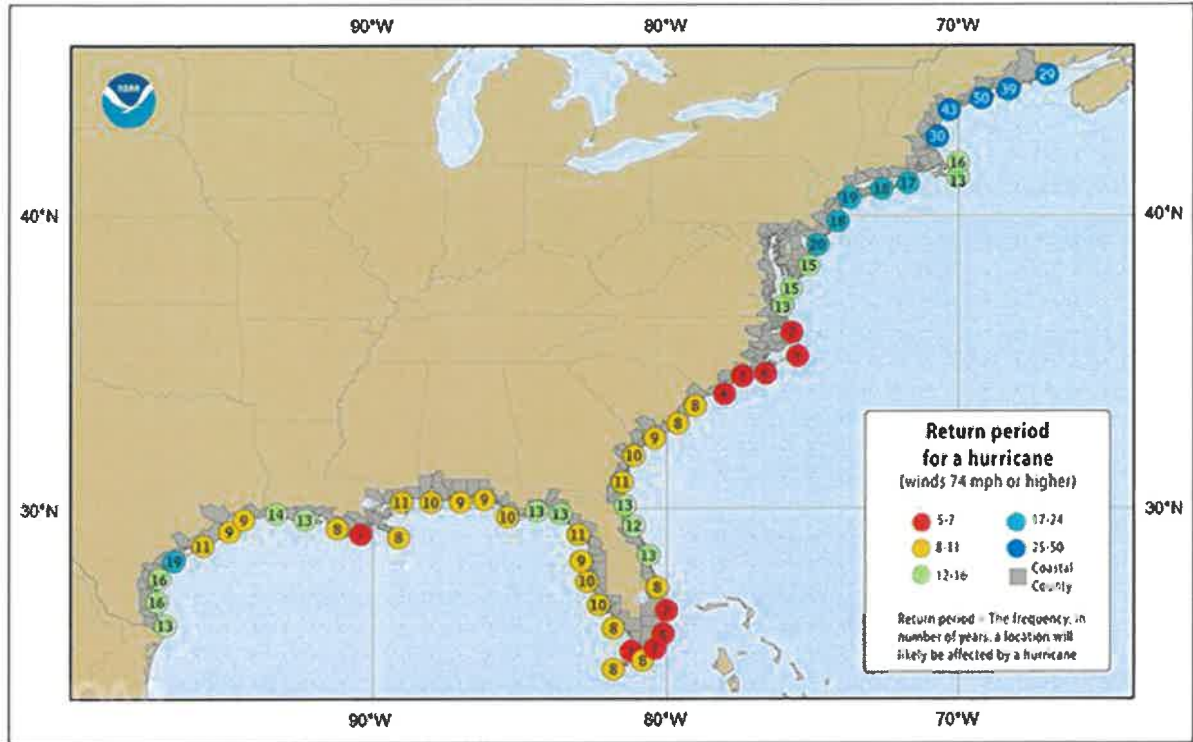 90°W 80°W 70°W
NOAA
29
39
50
43
30
16
13
17
18
19
18
40°N 40°N
20
15
15
13
8
8
9
10
11
30°N 30°N
13
12
13
8
11 10 9 9
10 13 13
14 13 8
9
9
11
19
16
16
13
8
11
9
10
10
8
8
8
Return period
for a hurricane
(winds 74 mph or higher)
5-7 17-24
8-11 25-50
12-16 Coastal
County
Return period = The frequency, in
number of years, a location will
likely be affected by a hurricane
90°W 80°W 70°W